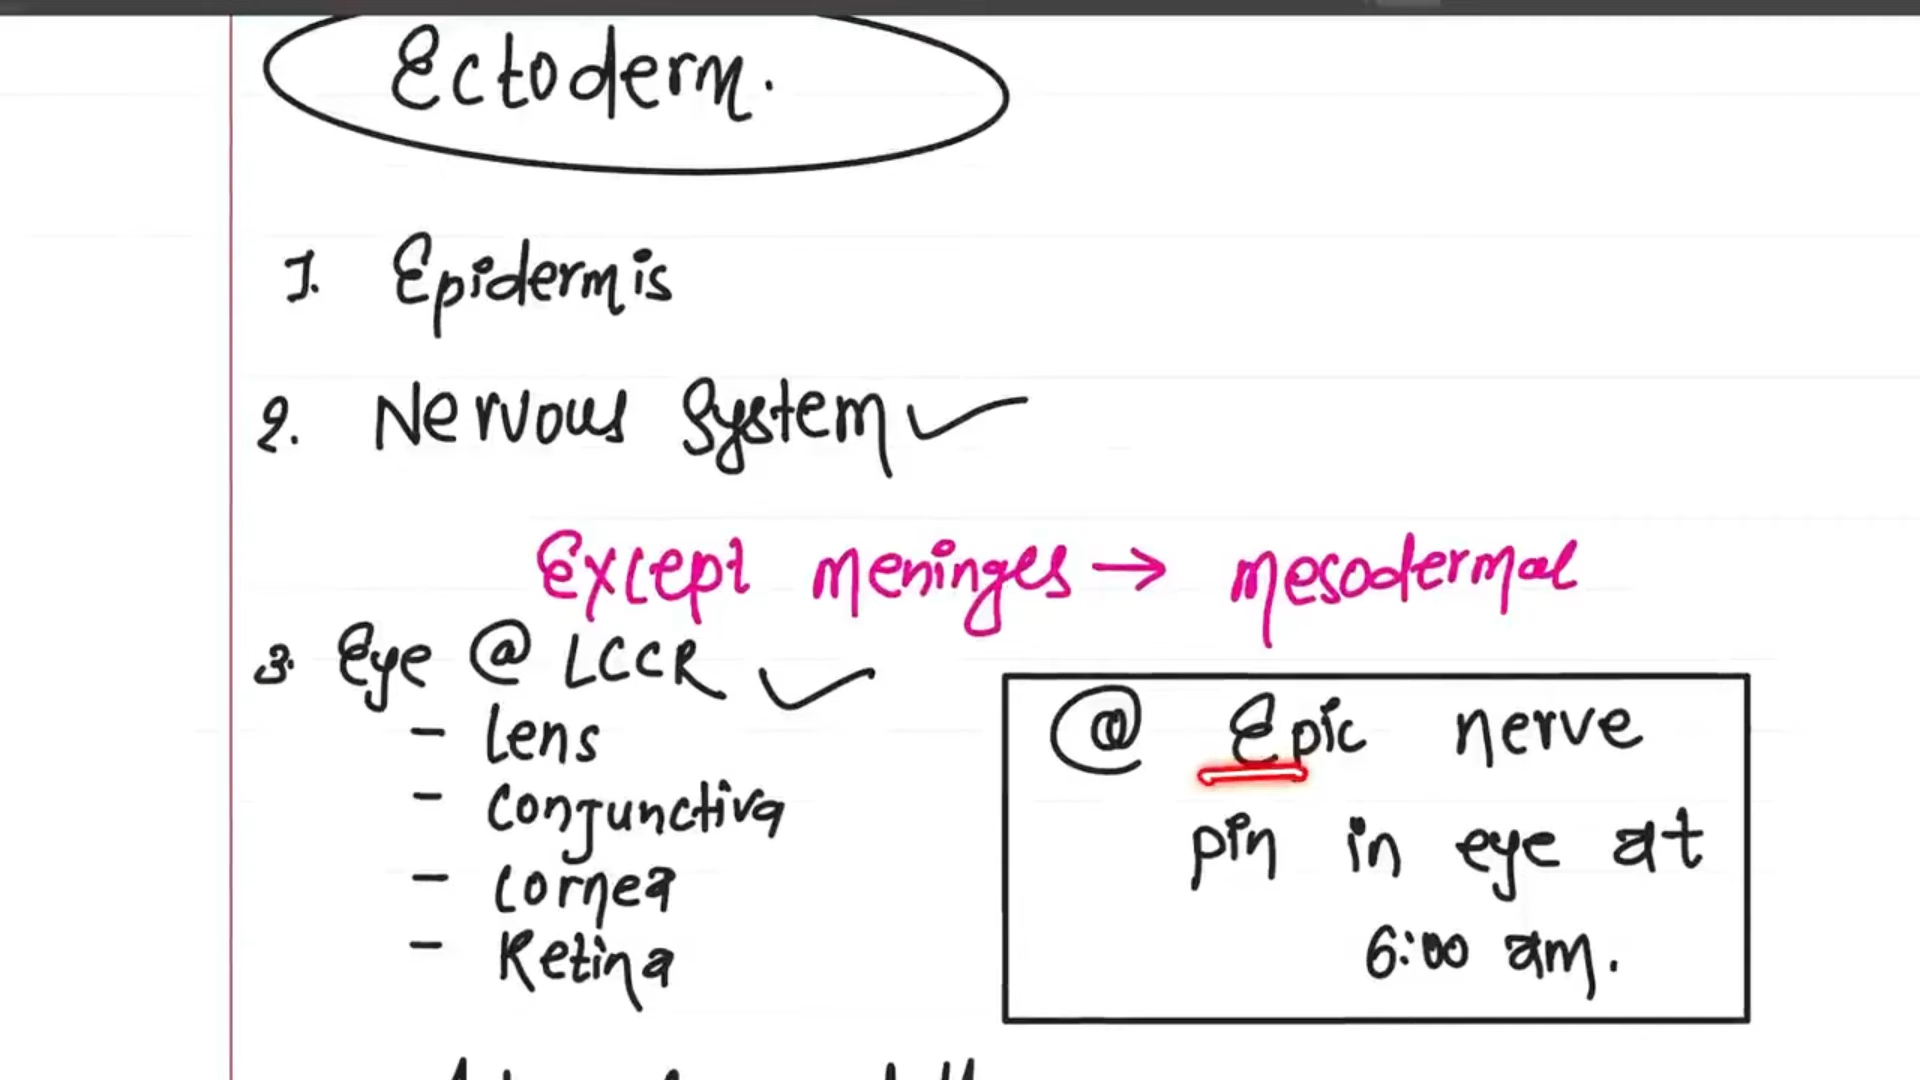 Ectoderm.
1. Epidermis
2. Nervous System
Except meninges → mesodermal
3. Eye @ LCCR
- Lens
- Conjunctiva
- Cornea
- Retina
@ Epic nerve
pin in eye at
6:00 am.